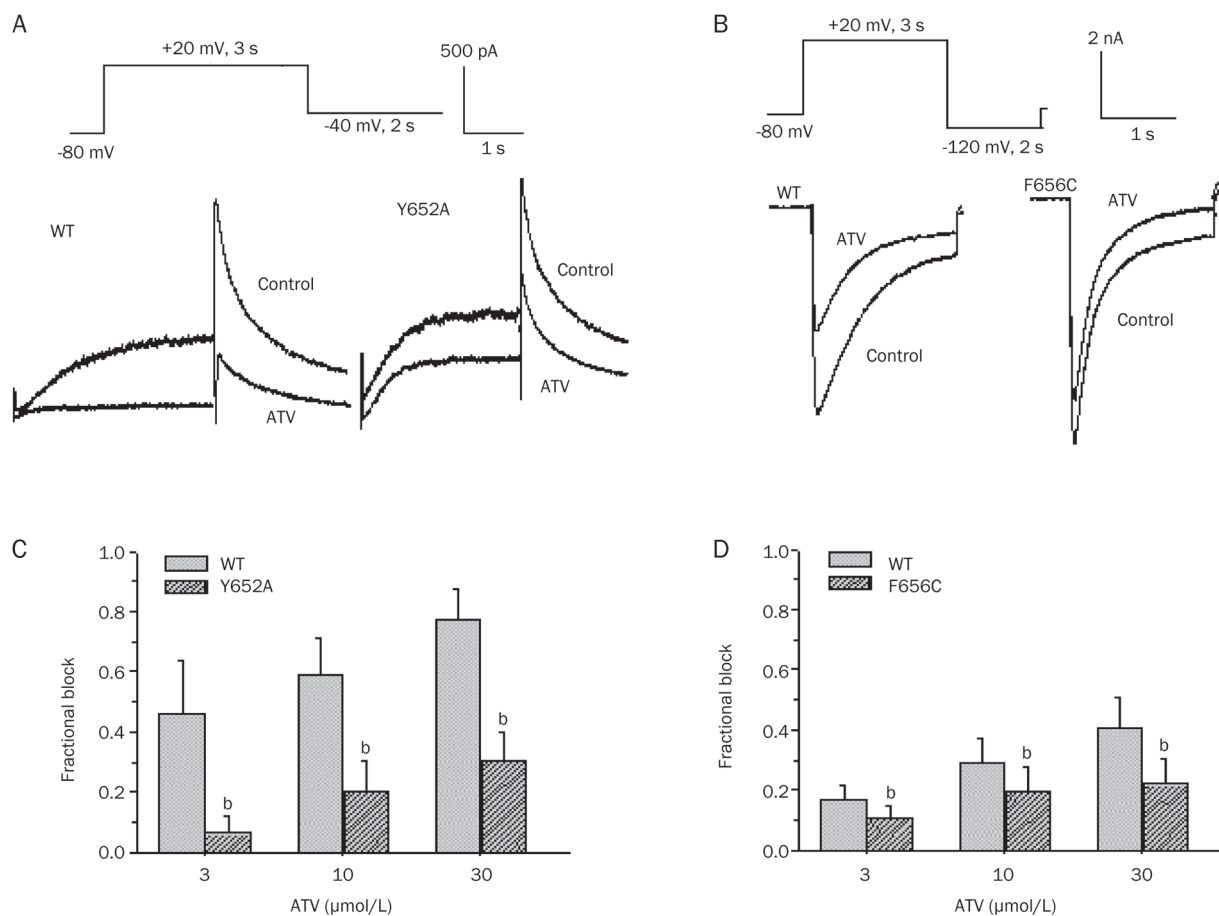 A
+20 mV, 3 s
500 pA
-40 mV, 2 s
-80 mV
1 s
WT
Y652A
Control
Control
ATV
ATV
B
+20 mV, 3 s
2 nA
-80 mV
-120 mV, 2 s
1 s
WT
F656C
ATV
ATV
Control
Control
C
1.0
0.8
0.6
0.4
0.2
0.0
Fractional block
WT
Y652A
b
b
b
3
10
30
ATV (μmol/L)
D
1.0
0.8
0.6
0.4
0.2
0.0
Fractional block
WT
F656C
b
b
b
3
10
30
ATV (μmol/L)